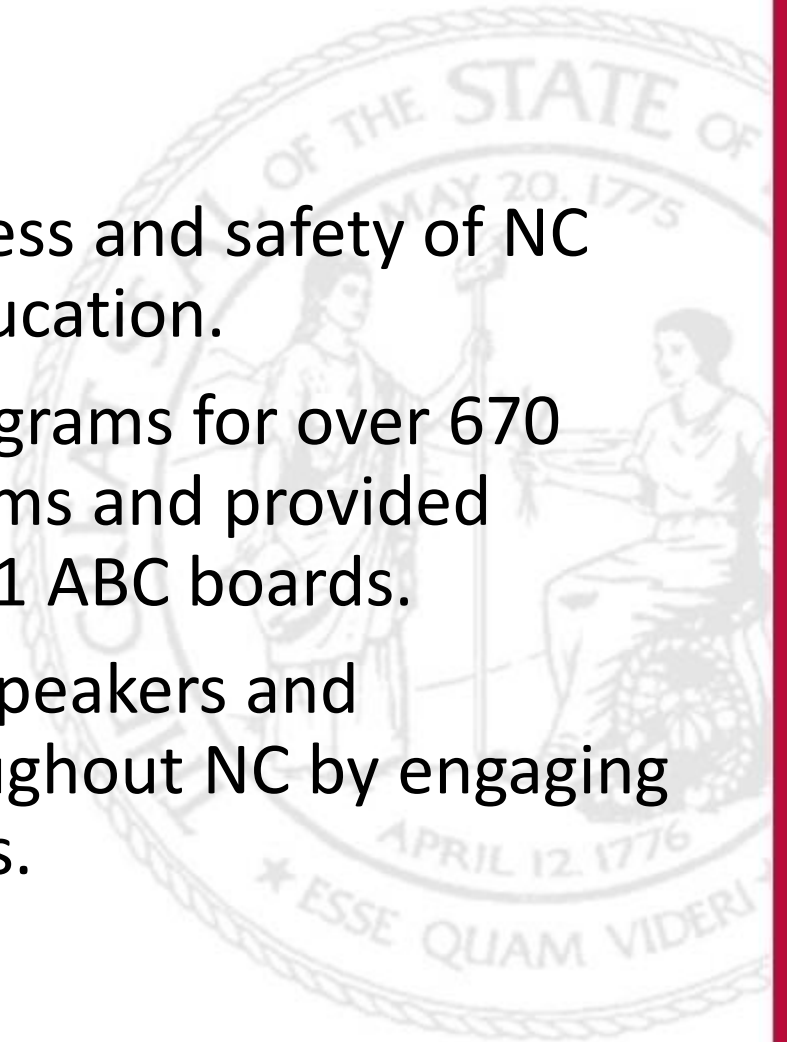 ess and safety of NC
ucation.
grams for over 670
ms and provided
1 ABC boards.
peakers and
ughout NC by engaging
s.
OF THE STATE OF
MAY 20, 1775
APRIL 12 1776
★ ESSE QUAM VIDERI